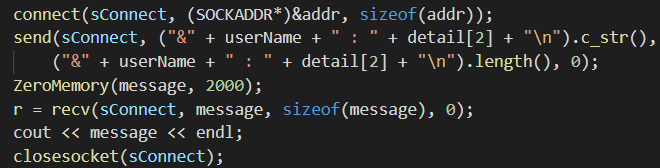 connect(sConnect, (SOCKADDR*)&addr, sizeof(addr));
send(sConnect, ("&" + userName + " : " + detail[2] + "\n").c_str(),
    ("&" + userName + " : " + detail[2] + "\n").length(), 0);
ZeroMemory(message, 2000);
r = recv(sConnect, message, sizeof(message), 0);
cout << message << endl;
closesocket(sConnect);